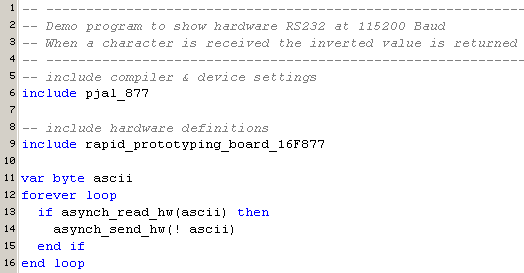 1 -- ----------------------------------------------------------------
2 -- Demo program to show hardware RS232 at 115200 Baud
3 -- When a character is received the inverted value is returned
4 -- ----------------------------------------------------------------
5 -- include compiler & device settings
6 include pjal_877
7
8 -- include hardware definitions
9 include rapid_prototyping_board_16F877
10
11 var byte ascii
12 forever loop
13   if asynch_read_hw(ascii) then
14     asynch_send_hw(! ascii)
15   end if
16 end loop